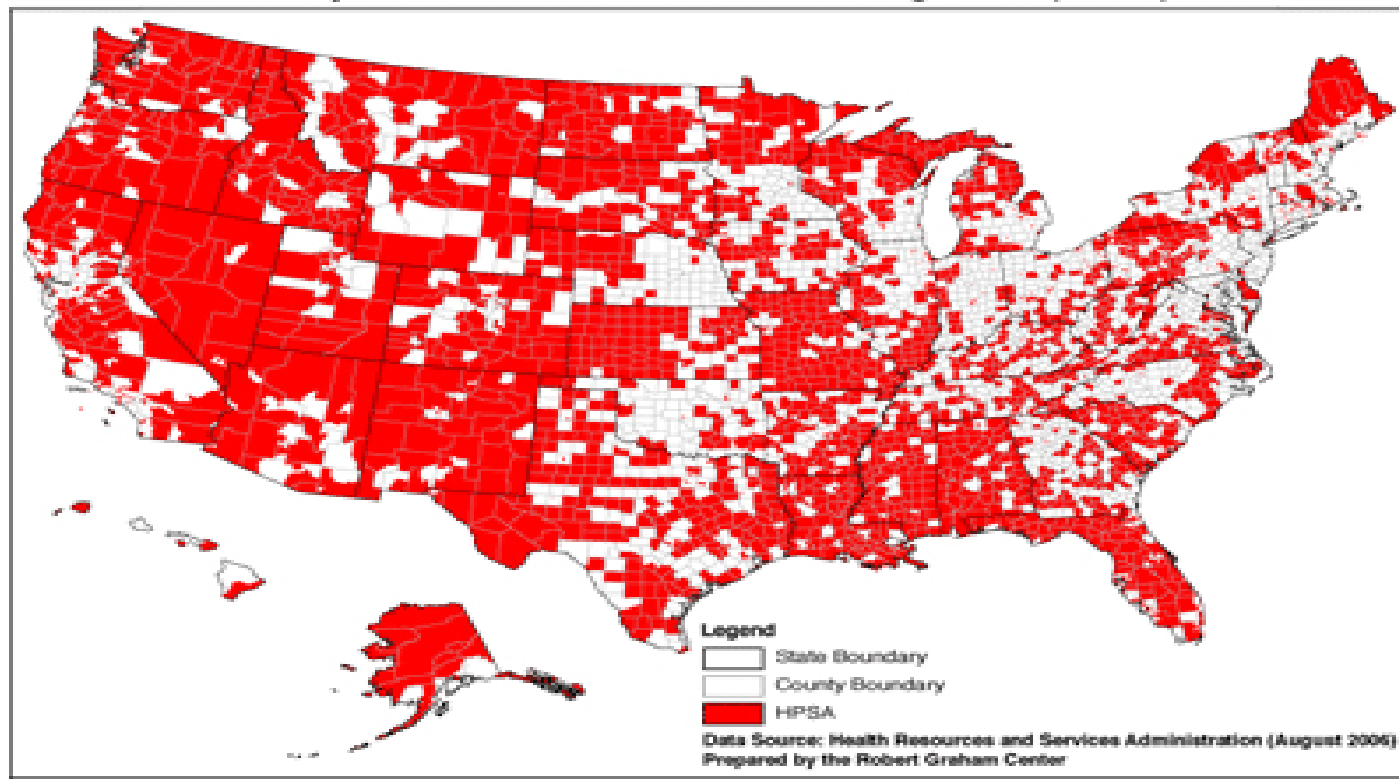 Legend
State Boundary
County Boundary
HPSA
Data Source: Health Resources and Services Administration (August 2006)
Prepared by the Robert Graham Center